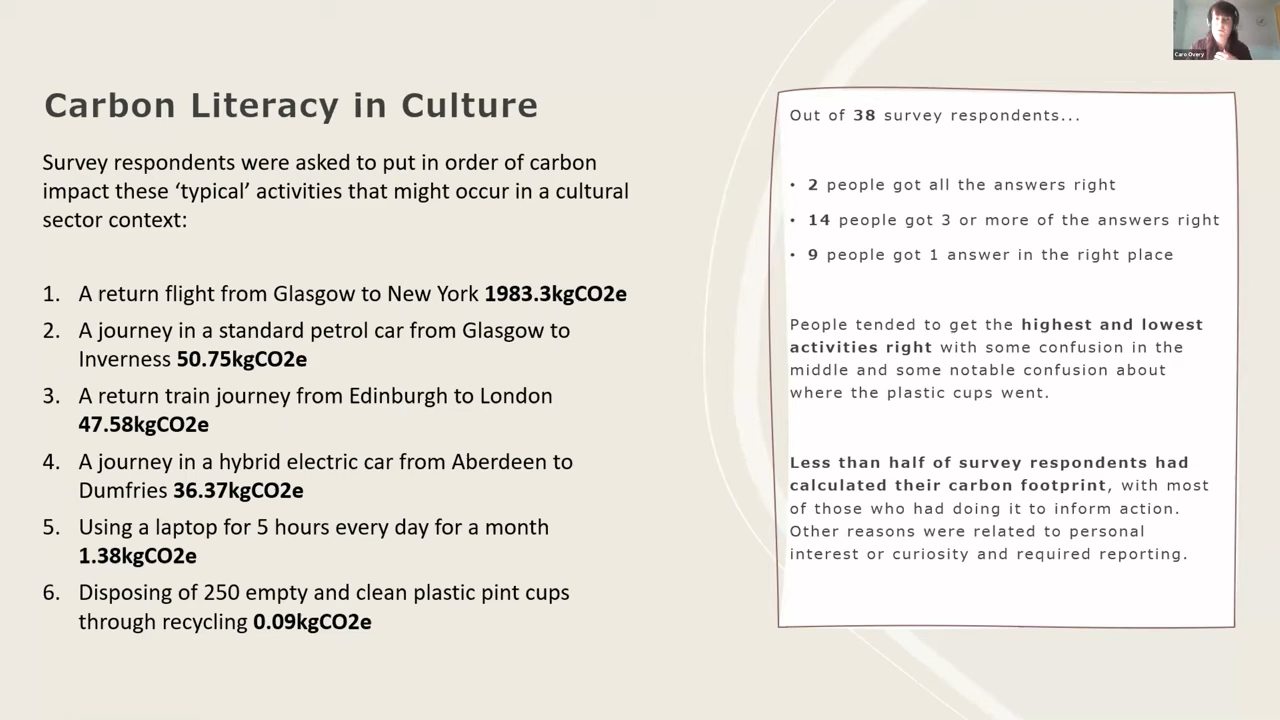 Caro Overy
Carbon Literacy in Culture
Survey respondents were asked to put in order of carbon
impact these ‘typical’ activities that might occur in a cultural
sector context:
1. A return flight from Glasgow to New York 1983.3kgCO2e
2. A journey in a standard petrol car from Glasgow to
Inverness 50.75kgCO2e
3. A return train journey from Edinburgh to London
47.58kgCO2e
4. A journey in a hybrid electric car from Aberdeen to
Dumfries 36.37kgCO2e
5. Using a laptop for 5 hours every day for a month
1.38kgCO2e
6. Disposing of 250 empty and clean plastic pint cups
through recycling 0.09kgCO2e
Out of 38 survey respondents...
• 2 people got all the answers right
• 14 people got 3 or more of the answers right
• 9 people got 1 answer in the right place
People tended to get the highest and lowest
activities right with some confusion in the
middle and some notable confusion about
where the plastic cups went.
Less than half of survey respondents had
calculated their carbon footprint, with most
of those who had doing it to inform action.
Other reasons were related to personal
interest or curiosity and required reporting.